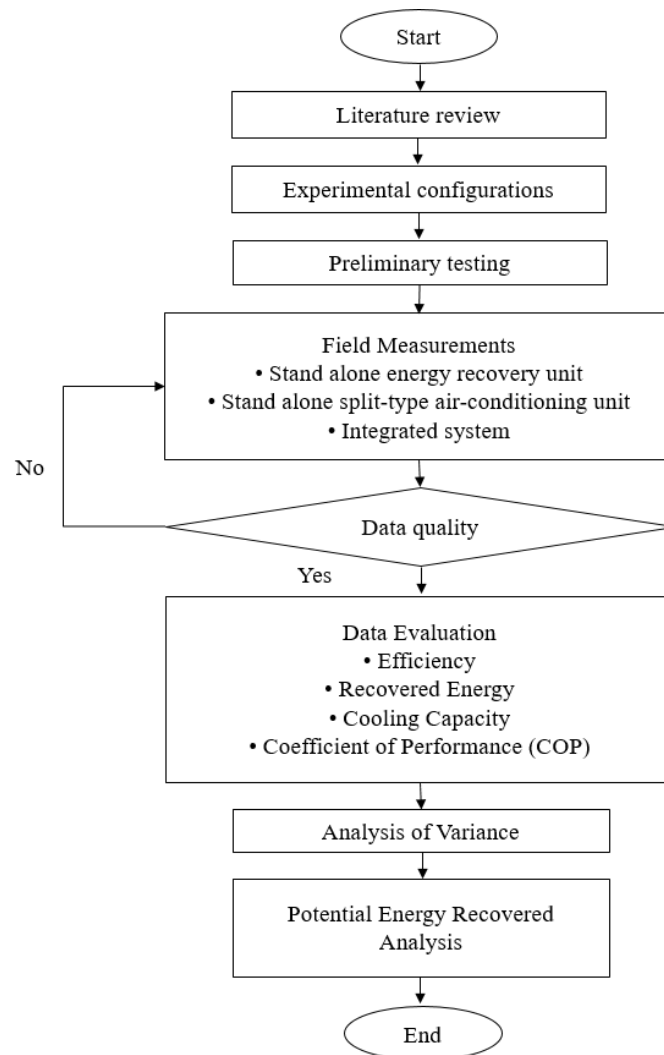 Start
Literature review
Experimental configurations
Preliminary testing
Field Measurements
• Stand alone energy recovery unit
• Stand alone split-type air-conditioning unit
• Integrated system
No
Data quality
Yes
Data Evaluation
• Efficiency
• Recovered Energy
• Cooling Capacity
• Coefficient of Performance (COP)
Analysis of Variance
Potential Energy Recovered
Analysis
End